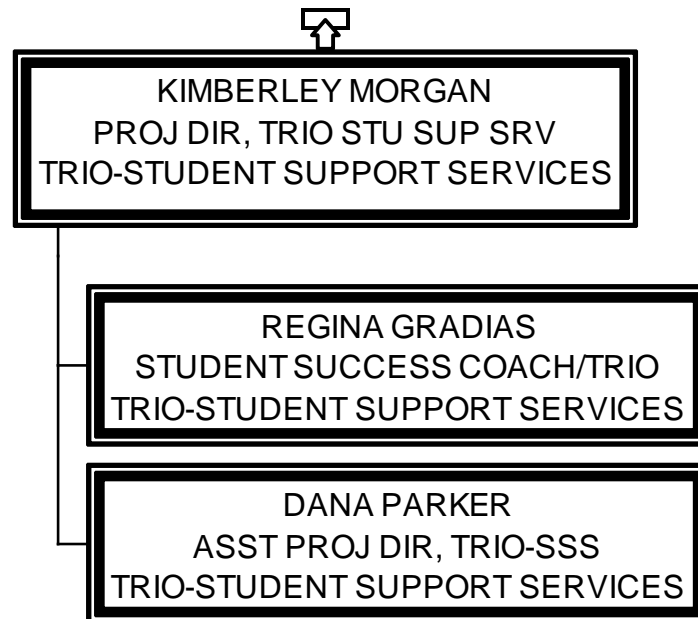 KIMBERLEY MORGAN
PROJ DIR, TRIO STU SUP SRV
TRIO-STUDENT SUPPORT SERVICES
REGINA GRADIAS
STUDENT SUCCESS COACH/TRIO
TRIO-STUDENT SUPPORT SERVICES
DANA PARKER
ASST PROJ DIR, TRIO-SSS
TRIO-STUDENT SUPPORT SERVICES